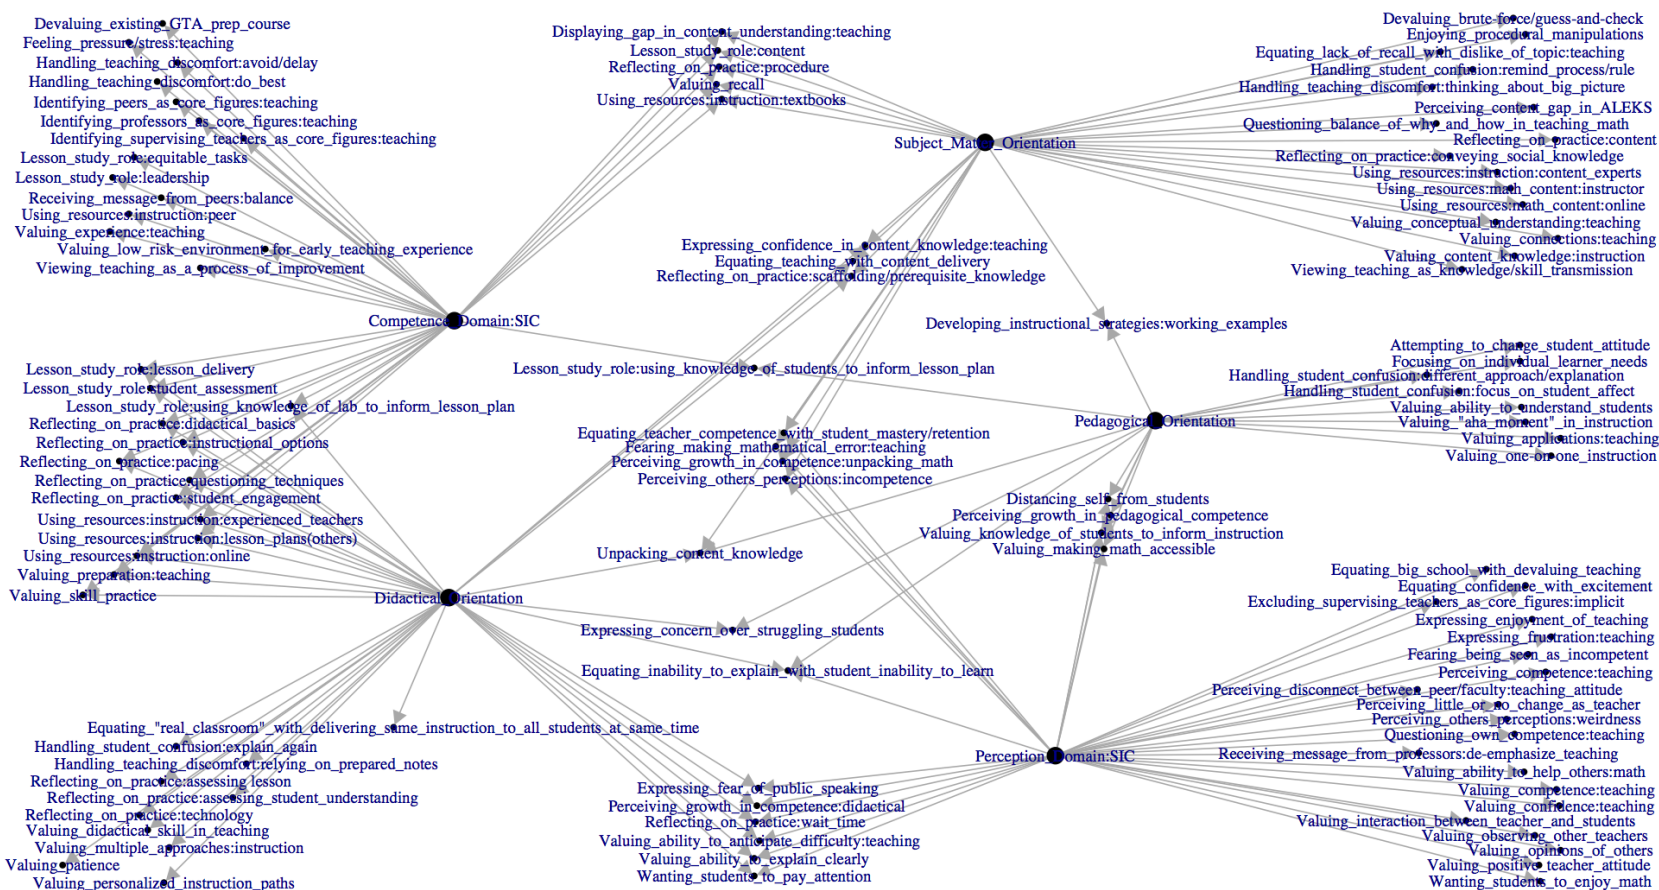 Devaluing_existing_GTA_prep_course
Feeling_pressure/stress:teaching
Handling_teaching_discomfort:avoid/delay
Handling_teaching_discomfort:do_best
Identifying_peers_as_core_figures:teaching
Identifying_professors_as_core_figures:teaching
Identifying_supervising_teachers_as_core_figures:teaching
Lesson_study_role:equitable_tasks
Lesson_study_role:leadership
Receiving_message_from_peers:balance
Using_resources:instruction:peer
Valuing_experience:teaching
Valuing_low_risk_environment_for_early_teaching_experience
Viewing_teaching_as_a_process_of_improvement
Displaying_gap_in_content_understanding:teaching
Lesson_study_role:content
Reflecting_on_practice:procedure
Valuing_recall
Using_resources:instruction:textbooks
Devaluing_brute-force/guess-and-check
Enjoying_procedural_manipulations
Equating_lack_of_recall_with_dislike_of_topic:teaching
Handling_student_confusion:remind_process/rule
Handling_teaching_discomfort:thinking_about_big_picture
Perceiving_content_gap_in_ALEKS
Questioning_balance_of_why_and_how_in_teaching_math
Reflecting_on_practice:content
Reflecting_on_practice:conveying_social_knowledge
Using_resources:instruction:content_experts
Using_resources:math_content:instructor
Using_resources:math_content:online
Valuing_conceptual_understanding:teaching
Valuing_connections:teaching
Valuing_content_knowledge:instruction
Viewing_teaching_as_knowledge/skill_transmission
Subject_Matter_Orientation
Expressing_confidence_in_content_knowledge:teaching
Equating_teaching_with_content_delivery
Reflecting_on_practice:scaffolding/prerequisite_knowledge
Competence_Domain:SIC
Developing_instructional_strategies:working_examples
Lesson_study_role:using_knowledge_of_students_to_inform_lesson_plan
Attempting_to_change_student_attitude
Focusing_on_individual_learner_needs
Handling_student_confusion:different_approach/explanation
Handling_student_confusion:focus_on_student_affect
Valuing_ability_to_understand_students
Valuing_"aha_moment"_in_instruction
Valuing_applications:teaching
Valuing_one-on-one_instruction
Pedagogical_Orientation
Lesson_study_role:lesson_delivery
Lesson_study_role:student_assessment
Lesson_study_role:using_knowledge_of_lab_to_inform_lesson_plan
Reflecting_on_practice:didactical_basics
Reflecting_on_practice:instructional_options
Reflecting_on_practice:pacing
Reflecting_on_practice:questioning_techniques
Reflecting_on_practice:student_engagement
Using_resources:instruction:experienced_teachers
Using_resources:instruction:lesson_plans(others)
Using_resources:instruction:online
Valuing_preparation:teaching
Valuing_skill_practice
Equating_teacher_competence_with_student_mastery/retention
Fearing_making_mathematical_error:teaching
Perceiving_growth_in_competence:unpacking_math
Perceiving_others_perceptions:incompetence
Distancing_self_from_students
Perceiving_growth_in_pedagogical_competence
Valuing_knowledge_of_students_to_inform_instruction
Valuing_making_math_accessible
Unpacking_content_knowledge
Didactical_Orientation
Expressing_concern_over_struggling_students
Equating_inability_to_explain_with_student_inability_to_learn
Equating_big_school_with_devaluing_teaching
Equating_confidence_with_excitement
Excluding_supervising_teachers_as_core_figures:implicit
Expressing_enjoyment_of_teaching
Expressing_frustration:teaching
Fearing_being_seen_as_incompetent
Perceiving_competence:teaching
Perceiving_disconnect_between_peer/faculty:teaching_attitude
Perceiving_little_or_no_change_as_teacher
Perceiving_others_perceptions:weirdness
Questioning_own_competence:teaching
Receiving_message_from_professors:de-emphasize_teaching
Valuing_ability_to_help_others:math
Valuing_competence:teaching
Valuing_confidence:teaching
Valuing_interaction_between_teacher_and_students
Valuing_observing_other_teachers
Valuing_opinions_of_others
Valuing_positive_teacher_attitude
Wanting_students_to_enjoy_math
Perception_Domain:SIC
Equating_"real_classroom"_with_delivering_same_instruction_to_all_students_at_same_time
Handling_student_confusion:explain_again
Handling_teaching_discomfort:relying_on_prepared_notes
Reflecting_on_practice:assessing_lesson
Reflecting_on_practice:assessing_student_understanding
Reflecting_on_practice:technology
Valuing_didactical_skill_in_teaching
Valuing_multiple_approaches:instruction
Valuing_patience
Valuing_personalized_instruction_paths
Expressing_fear_of_public_speaking
Perceiving_growth_in_competence:didactical
Reflecting_on_practice:wait_time
Valuing_ability_to_anticipate_difficulty:teaching
Valuing_ability_to_explain_clearly
Wanting_students_to_pay_attention